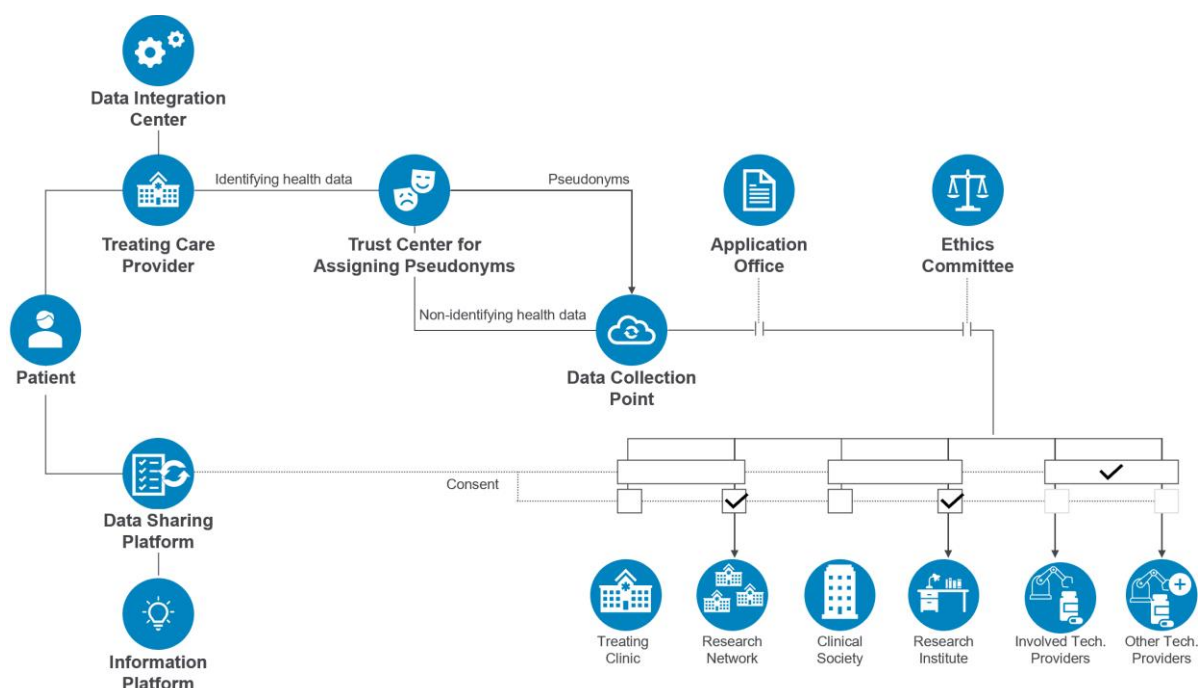 Data Integration
Center
Identifying health data
Pseudonyms
Treating Care
Provider
Trust Center for
Assigning Pseudonyms
Application
Office
Ethics
Committee
Non-identifying health data
Patient
Data Collection
Point
Consent
Data Sharing
Platform
Treating
Clinic
Research
Network
Clinical
Society
Research
Institute
Involved Tech.
Providers
Other Tech.
Providers
Information
Platform